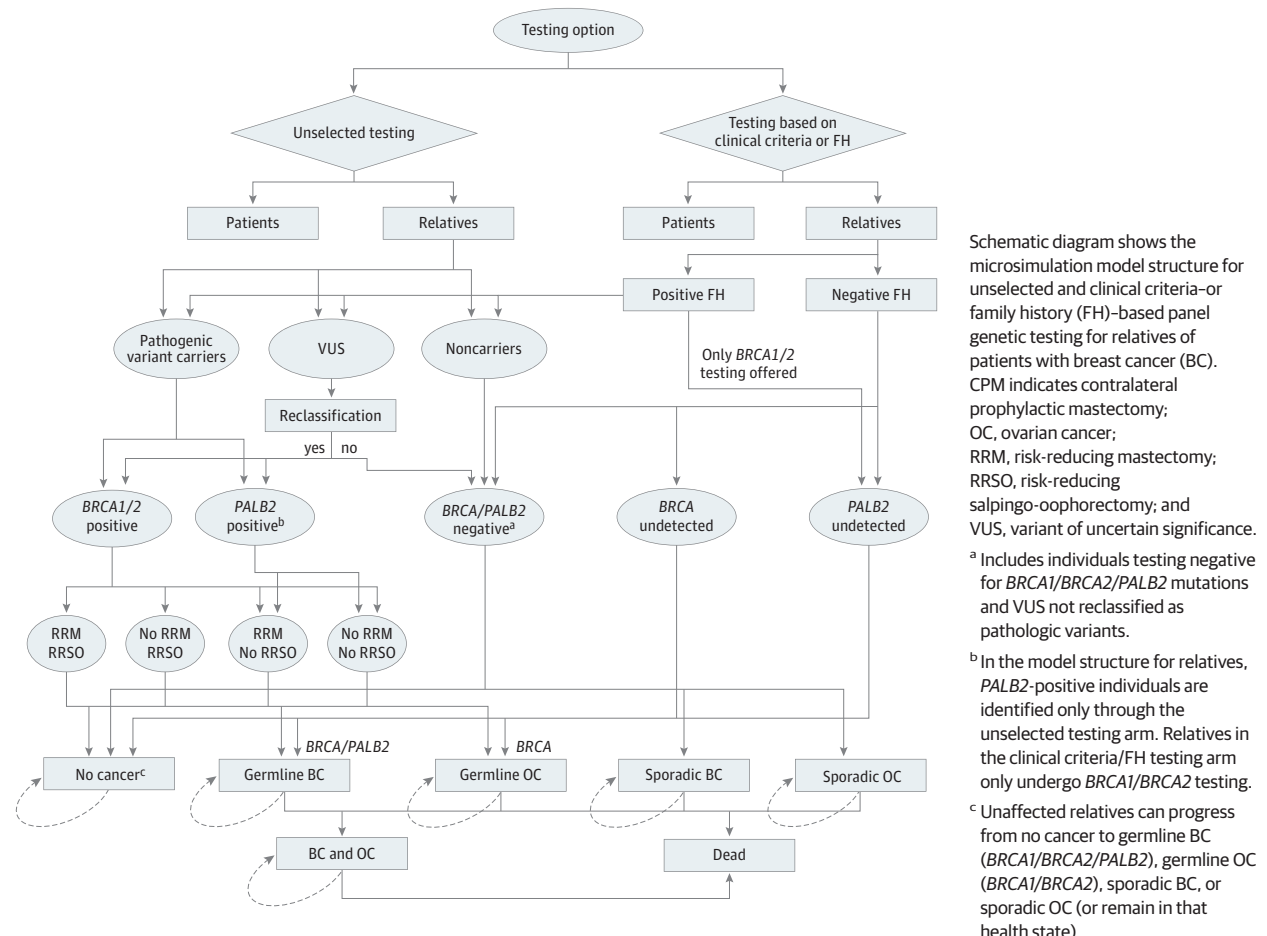 Testing option
Unselected testing
Testing based on
clinical criteria or FH
Patients
Relatives
Patients
Relatives
Positive FH
Negative FH
Pathogenic
variant carriers
VUS
Noncarriers
Only BRCA1/2
testing offered
Reclassification
yes
no
BRCA1/2
positive
PALB2
positiveᵇ
BRCA/PALB2
negativeᵃ
BRCA
undetected
PALB2
undetected
RRM
RRSO
No RRM
RRSO
RRM
No RRSO
No RRM
No RRSO
BRCA/PALB2
BRCA
No cancerᶜ
Germline BC
Germline OC
Sporadic BC
Sporadic OC
BC and OC
Dead
Schematic diagram shows the
microsimulation model structure for
unselected and clinical criteria–or
family history (FH)–based panel
genetic testing for relatives of
patients with breast cancer (BC).
CPM indicates contralateral
prophylactic mastectomy;
OC, ovarian cancer;
RRM, risk-reducing mastectomy;
RRSO, risk-reducing
salpingo-oophorectomy; and
VUS, variant of uncertain significance.
ᵃ Includes individuals testing negative
for BRCA1/BRCA2/PALB2 mutations
and VUS not reclassified as
pathologic variants.
ᵇ In the model structure for relatives,
PALB2-positive individuals are
identified only through the
unselected testing arm. Relatives in
the clinical criteria/FH testing arm
only undergo BRCA1/BRCA2 testing.
ᶜ Unaffected relatives can progress
from no cancer to germline BC
(BRCA1/BRCA2/PALB2), germline OC
(BRCA1/BRCA2), sporadic BC, or
sporadic OC (or remain in that
health state)